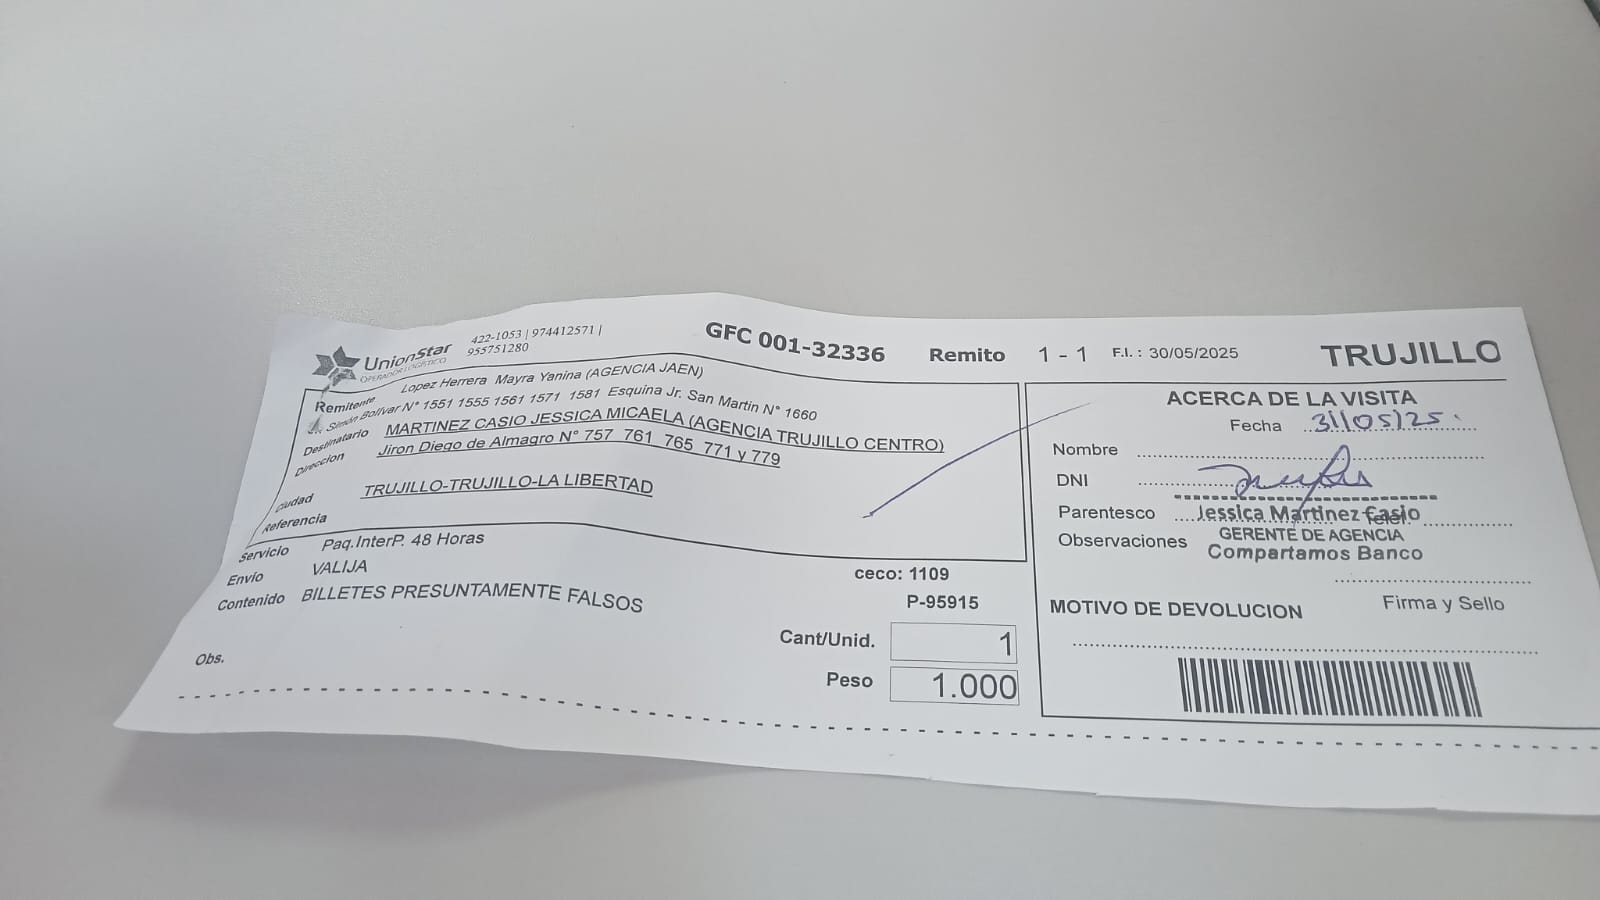 UnionStar
OPERADOR LOGÍSTICO
422-1053 | 974412571 |
955751280
GFC 001-32336
Remito 1 - 1 F.I. : 30/05/2025
TRUJILLO
Remitente Lopez Herrera Mayra Yanina (AGENCIA JAEN)
Simón Bolívar N° 1551 1555 1561 1571 1581 Esquina Jr. San Martin N° 1660
Destinatario MARTINEZ CASIO JESSICA MICAELA (AGENCIA TRUJILLO CENTRO)
Direccion Jiron Diego de Almagro N° 757 761 765 771 y 779
Ciudad TRUJILLO-TRUJILLO-LA LIBERTAD
Referencia
Servicio Paq.InterP. 48 Horas
Envío VALIJA
Contenido BILLETES PRESUNTAMENTE FALSOS
Obs.
ceco: 1109
P-95915
Cant/Unid. 1
Peso 1.000
ACERCA DE LA VISITA
Fecha 31/05/25
Nombre
DNI
Parentesco Jessica Martinez Casio
Observaciones GERENTE DE AGENCIA
Compartamos Banco
Firma y Sello
MOTIVO DE DEVOLUCION